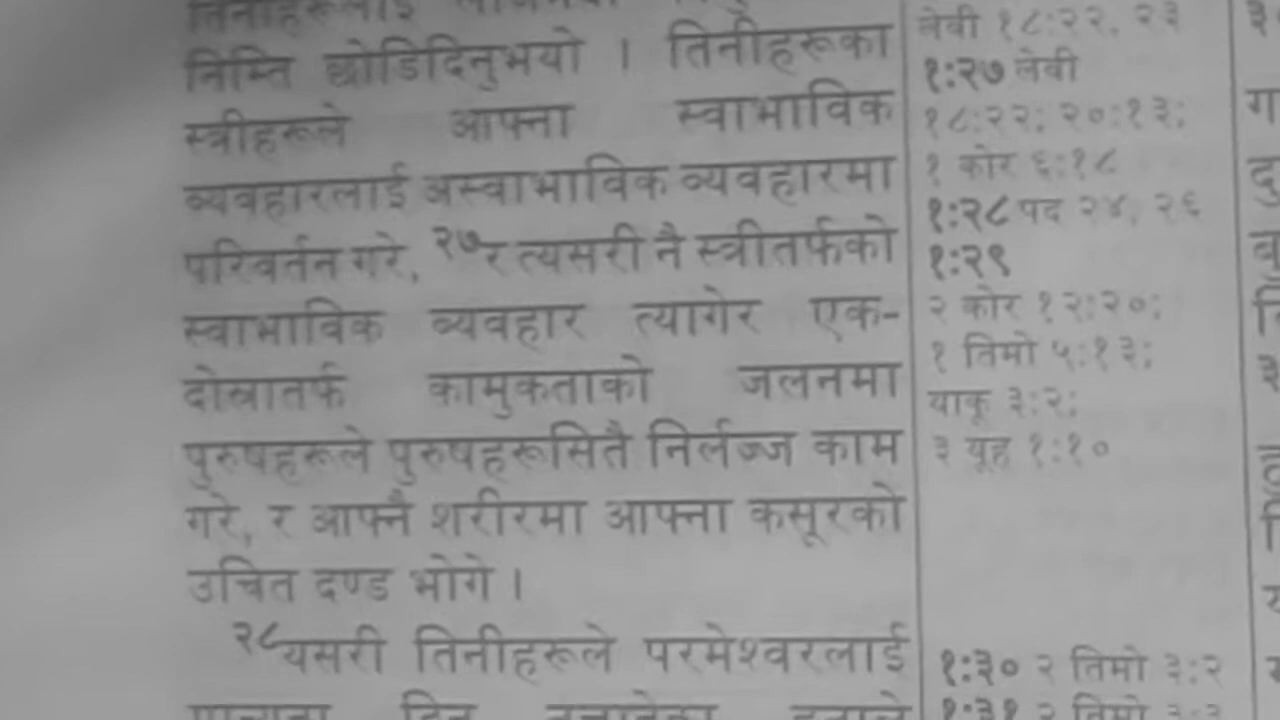 निम्ति छोडिदिनुभयो । तिनीहरूका
स्त्रीहरूले आफ्ना स्वाभाविक
व्यवहारलाई अस्वाभाविक व्यवहारमा
परिवर्तन गरे, २७र त्यसरी नै स्त्रीतर्फको
स्वाभाविक व्यवहार त्यागेर एक-
दोस्रातर्फ कामुकताको जलनमा
पुरुषहरूले पुरुषहरूसितै निर्लज्ज काम
गरे, र आफ्नै शरीरमा आफ्ना कसूरको
उचित दण्ड भोगे ।
२८यसरी तिनीहरूले परमेश्वरलाई
लेवी १८:२२, २३
१:२७ लेवी
१८:२२; २०:१३;
१ कोर ६:१८
१:२८ पद २४, २६
१:२९
२ कोर १२:२०;
१ तिमो ५:१३;
याकू ३:२;
३ यूह १:१०
१:३० २ तिमो ३:२